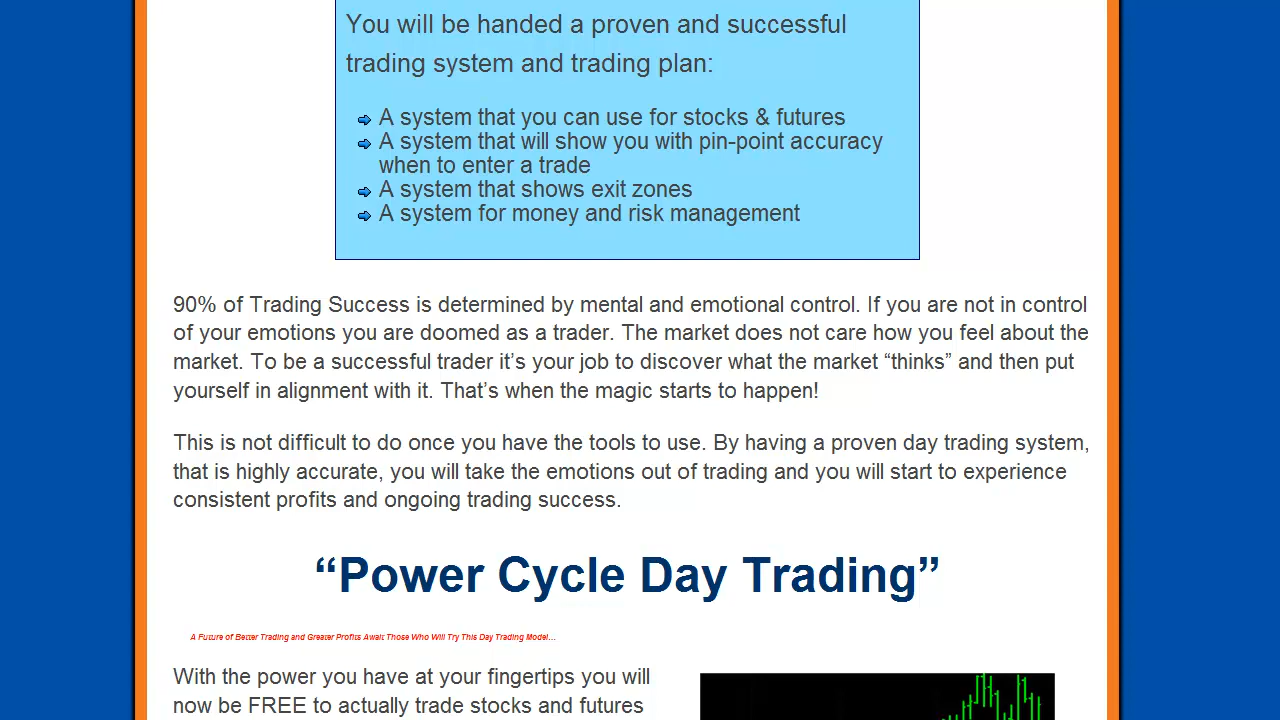 You will be handed a proven and successful
trading system and trading plan:
A system that you can use for stocks & futures
A system that will show you with pin-point accuracy
when to enter a trade
A system that shows exit zones
A system for money and risk management
90% of Trading Success is determined by mental and emotional control. If you are not in control
of your emotions you are doomed as a trader. The market does not care how you feel about the
market. To be a successful trader it’s your job to discover what the market “thinks” and then put
yourself in alignment with it. That’s when the magic starts to happen!
This is not difficult to do once you have the tools to use. By having a proven day trading system,
that is highly accurate, you will take the emotions out of trading and you will start to experience
consistent profits and ongoing trading success.
“Power Cycle Day Trading”
A Future of Better Trading and Greater Profits Await Those Who Will Try This Day Trading Model...
With the power you have at your fingertips you will
now be FREE to actually trade stocks and futures